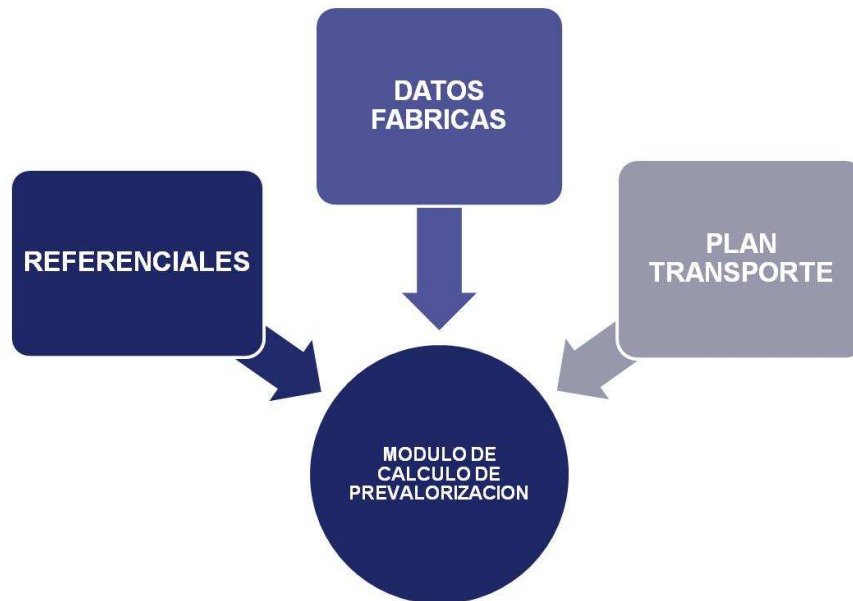 DATOS
FABRICAS
REFERENCIALES
PLAN
TRANSPORTE
MODULO DE
CALCULO DE
PREVALORIZACION